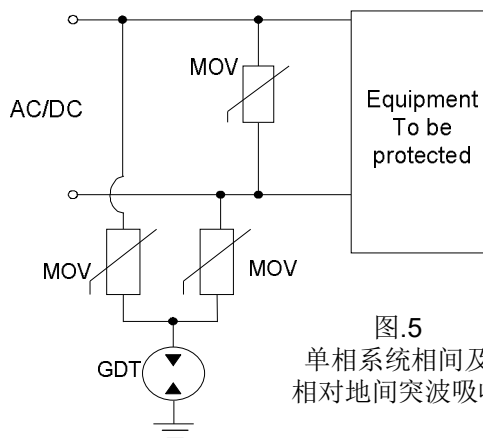 MOV
AC/DC
Equipment
To be
protected
MOV
MOV
GDT
图.5
单相系统相间及
相对地间突波吸